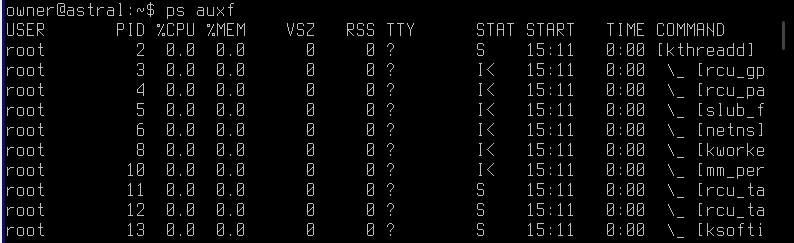 owner@astral:~$ ps auxf
USER         PID %CPU %MEM    VSZ   RSS TTY      STAT START   TIME COMMAND
root           2  0.0  0.0      0     0 ?        S    15:11   0:00 [kthreadd]
root           3  0.0  0.0      0     0 ?        I<   15:11   0:00  \_ [rcu_gp
root           4  0.0  0.0      0     0 ?        I<   15:11   0:00  \_ [rcu_pa
root           5  0.0  0.0      0     0 ?        I<   15:11   0:00  \_ [slub_f
root           6  0.0  0.0      0     0 ?        I<   15:11   0:00  \_ [netns]
root           8  0.0  0.0      0     0 ?        I<   15:11   0:00  \_ [kworke
root          10  0.0  0.0      0     0 ?        I<   15:11   0:00  \_ [mm_per
root          11  0.0  0.0      0     0 ?        S    15:11   0:00  \_ [rcu_ta
root          12  0.0  0.0      0     0 ?        S    15:11   0:00  \_ [rcu_ta
root          13  0.0  0.0      0     0 ?        S    15:11   0:00  \_ [ksofti